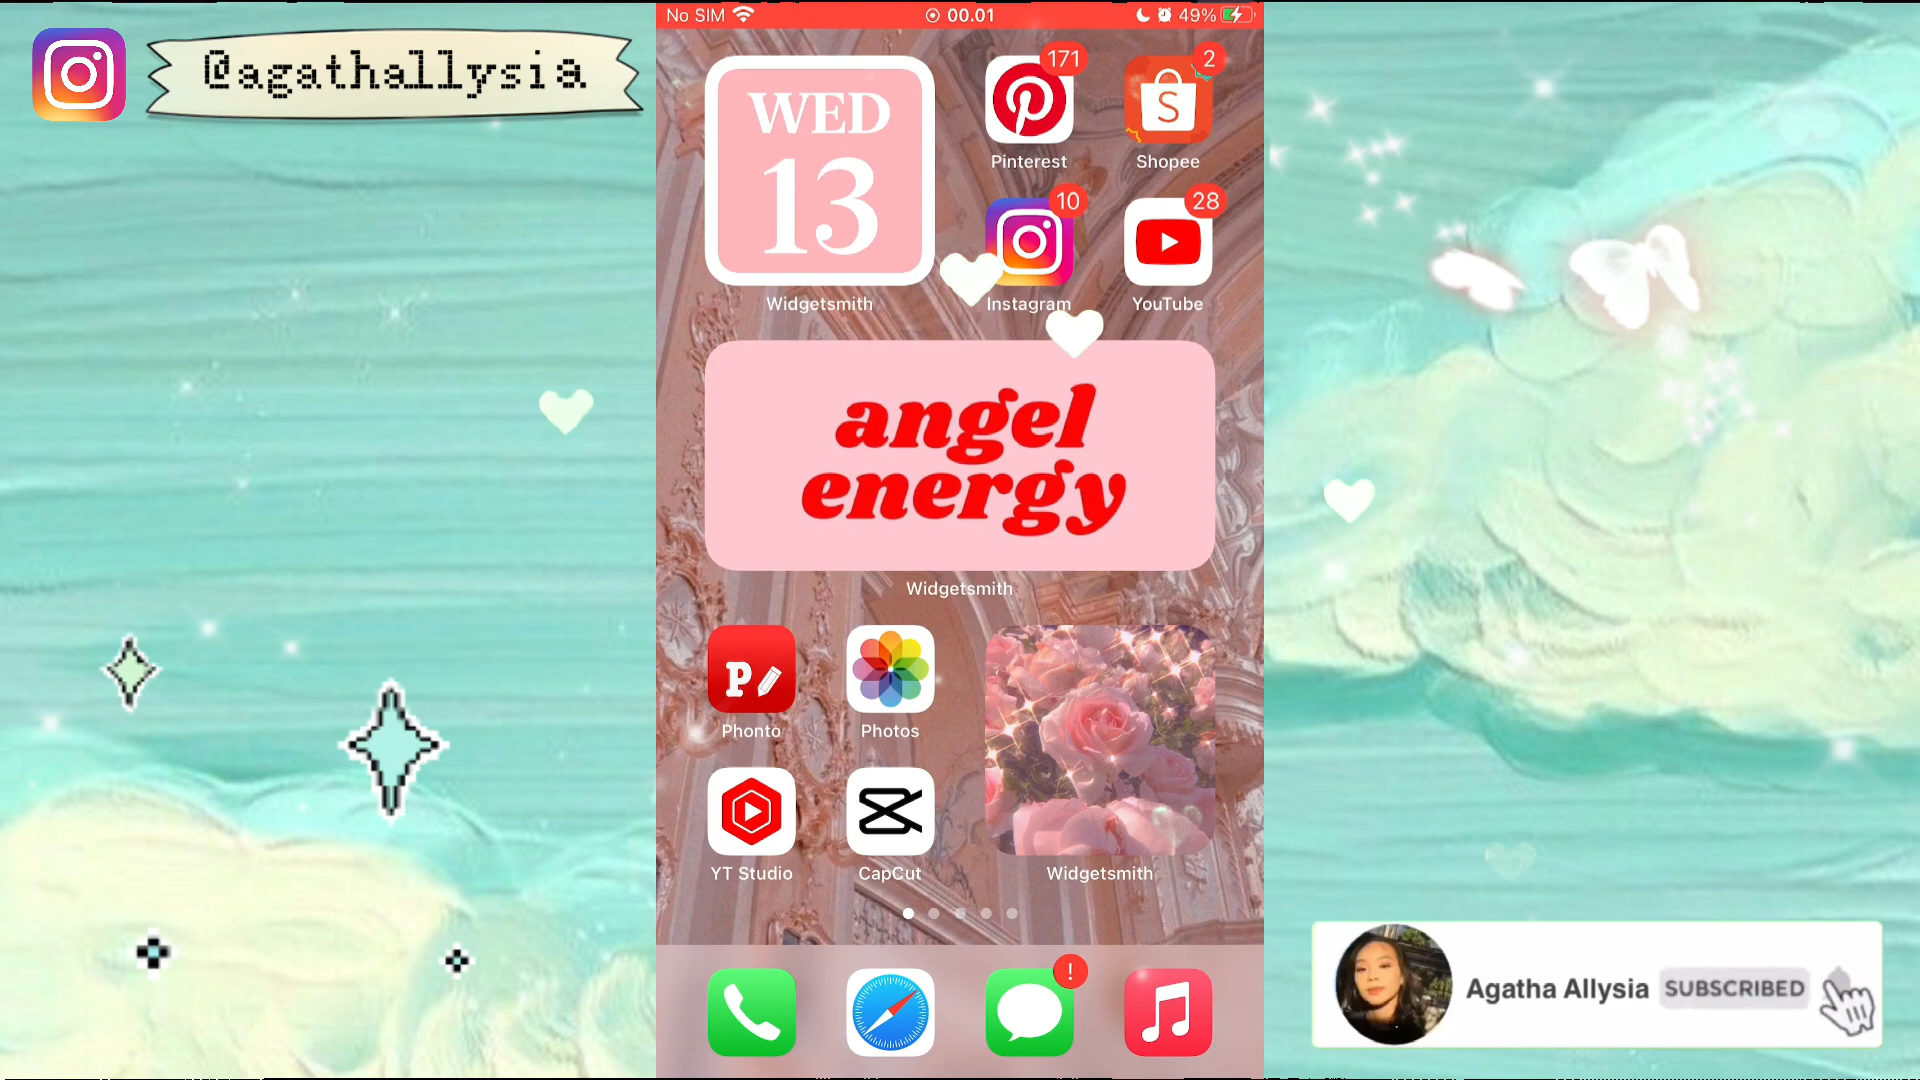 @agathallysia
No SIM
00.01
49%
WED
13
Widgetsmith
171
Pinterest
2
S
Shopee
10
Instagram
28
YouTube
angel
energy
Widgetsmith
P
Phonto
Photos
YT Studio
CapCut
Widgetsmith
!
Agatha Allysia
SUBSCRIBED